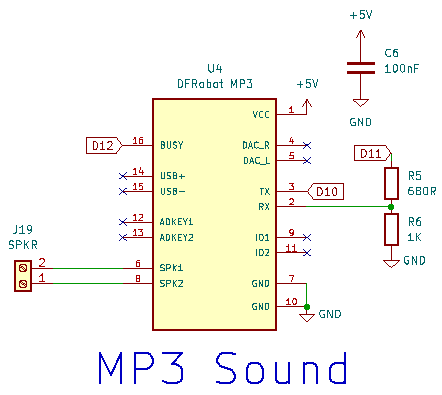 +5V
C6
100nF
GND
U4
DFRobot MP3
+5V
VCC 1
D12 16 BUSY
DAC_R 4
DAC_L 5
D11
14 USB+
15 USB-
TX 3 D10
RX 2
R5
680R
12 ADKEY1
13 ADKEY2
IO1 9
IO2 11
R6
1K
GND
J19
SPKR
2 6 SPK1
1 8 SPK2
GND 7
GND 10
GND
MP3 Sound